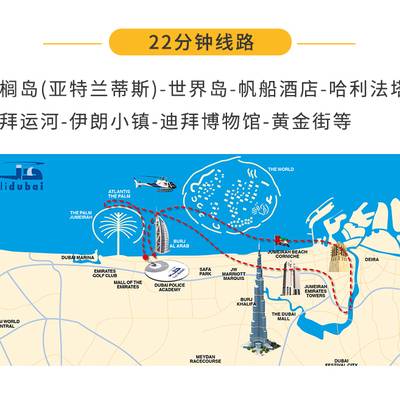 22分钟线路
榈岛(亚特兰蒂斯)-世界岛-帆船酒店-哈利法塔
拜运河-伊朗小镇-迪拜博物馆-黄金街等
lidubai
ATLANTIS
THE PALM
THE WORLD
THE PALM
JUMEIRAH
BURJ
AL ARAB
JUMEIRAH BEACH
CORNICHE
DEIRA
DUBAI MARINA
EMIRATES
GOLF CLUB
MALL OF THE
EMIRATES
DUBAI POLICE
ACADEMY
SAFA
PARK
JW
MARRIOTT
MARQUIS
JUMEIRAH
EMIRATES
TOWERS
BURJ
KHALIFA
THE DUBAI
MALL
AI WORLD
NTRAL
MEYDAN
RACECOURSE
DUBAI
FESTIVAL CITY